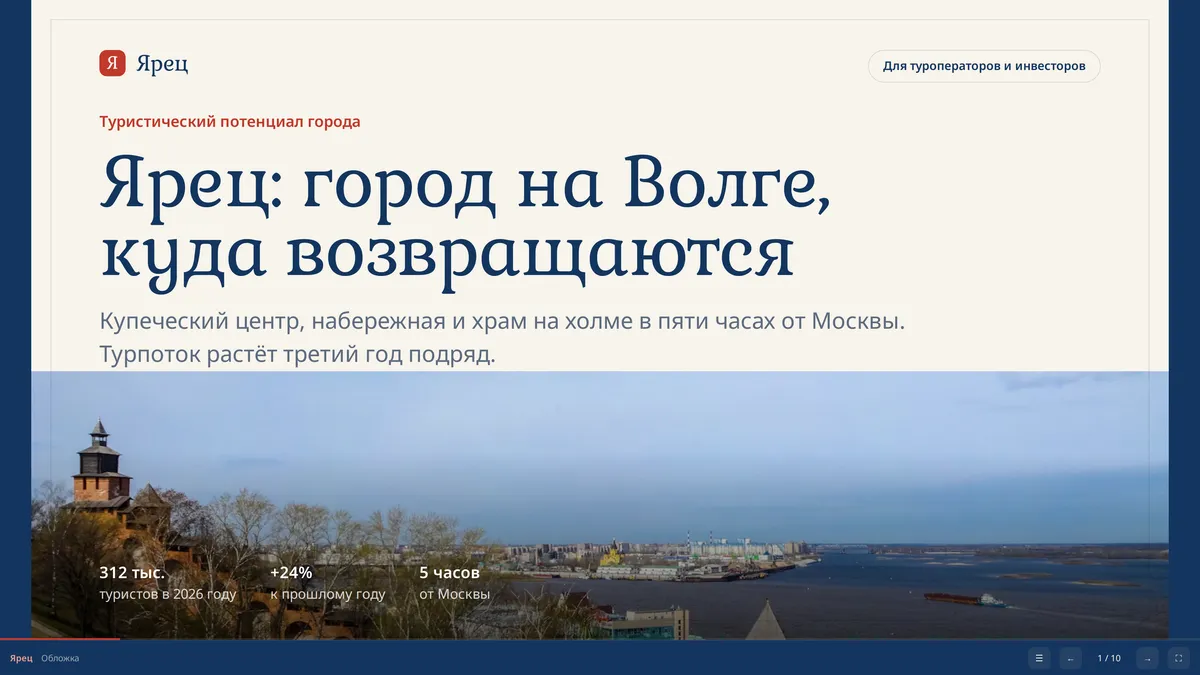 Я Ярец
Для туроператоров и инвесторов
Туристический потенциал города
Ярец: город на Волге,
куда возвращаются
Купеческий центр, набережная и храм на холме в пяти часах от Москвы.
Турпоток растёт третий год подряд.
312 тыс.
туристов в 2026 году
+24%
к прошлому году
5 часов
от Москвы
Ярец Обложка
☰ ← 1 / 10 → ⛶